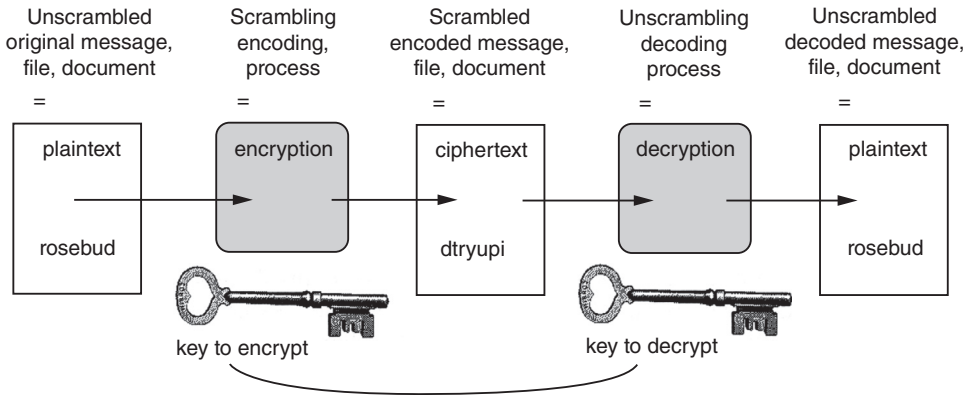 Unscrambled
original message,
file, document
=
plaintext
rosebud
Scrambling
encoding,
process
=
encryption
key to encrypt
Scrambled
encoded message,
file, document
=
ciphertext
dtryupi
Unscrambling
decoding
process
=
decryption
key to decrypt
Unscrambled
decoded message,
file, document
=
plaintext
rosebud